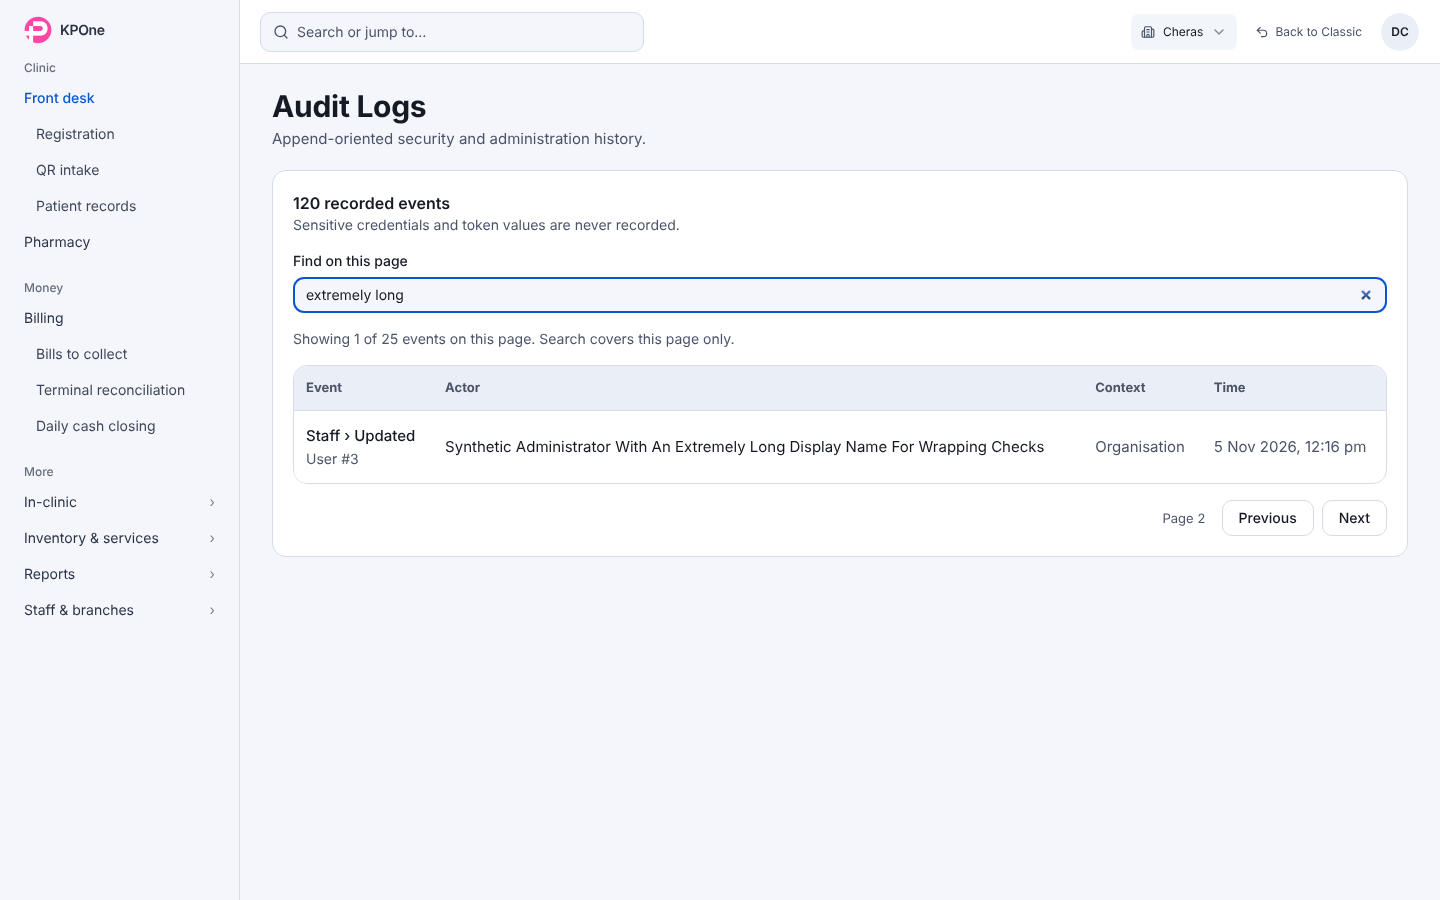 KPOne
Clinic
Front desk
Registration
QR intake
Patient records
Pharmacy
Money
Billing
Bills to collect
Terminal reconciliation
Daily cash closing
More
In-clinic
Inventory & services
Reports
Staff & branches
Search or jump to...
Cheras
Back to Classic
DC
Audit Logs
Append-oriented security and administration history.
120 recorded events
Sensitive credentials and token values are never recorded.
Find on this page
extremely long
Showing 1 of 25 events on this page. Search covers this page only.
Event Actor Context Time
Staff › Updated
User #3
Synthetic Administrator With An Extremely Long Display Name For Wrapping Checks
Organisation
5 Nov 2026, 12:16 pm
Page 2
Previous
Next